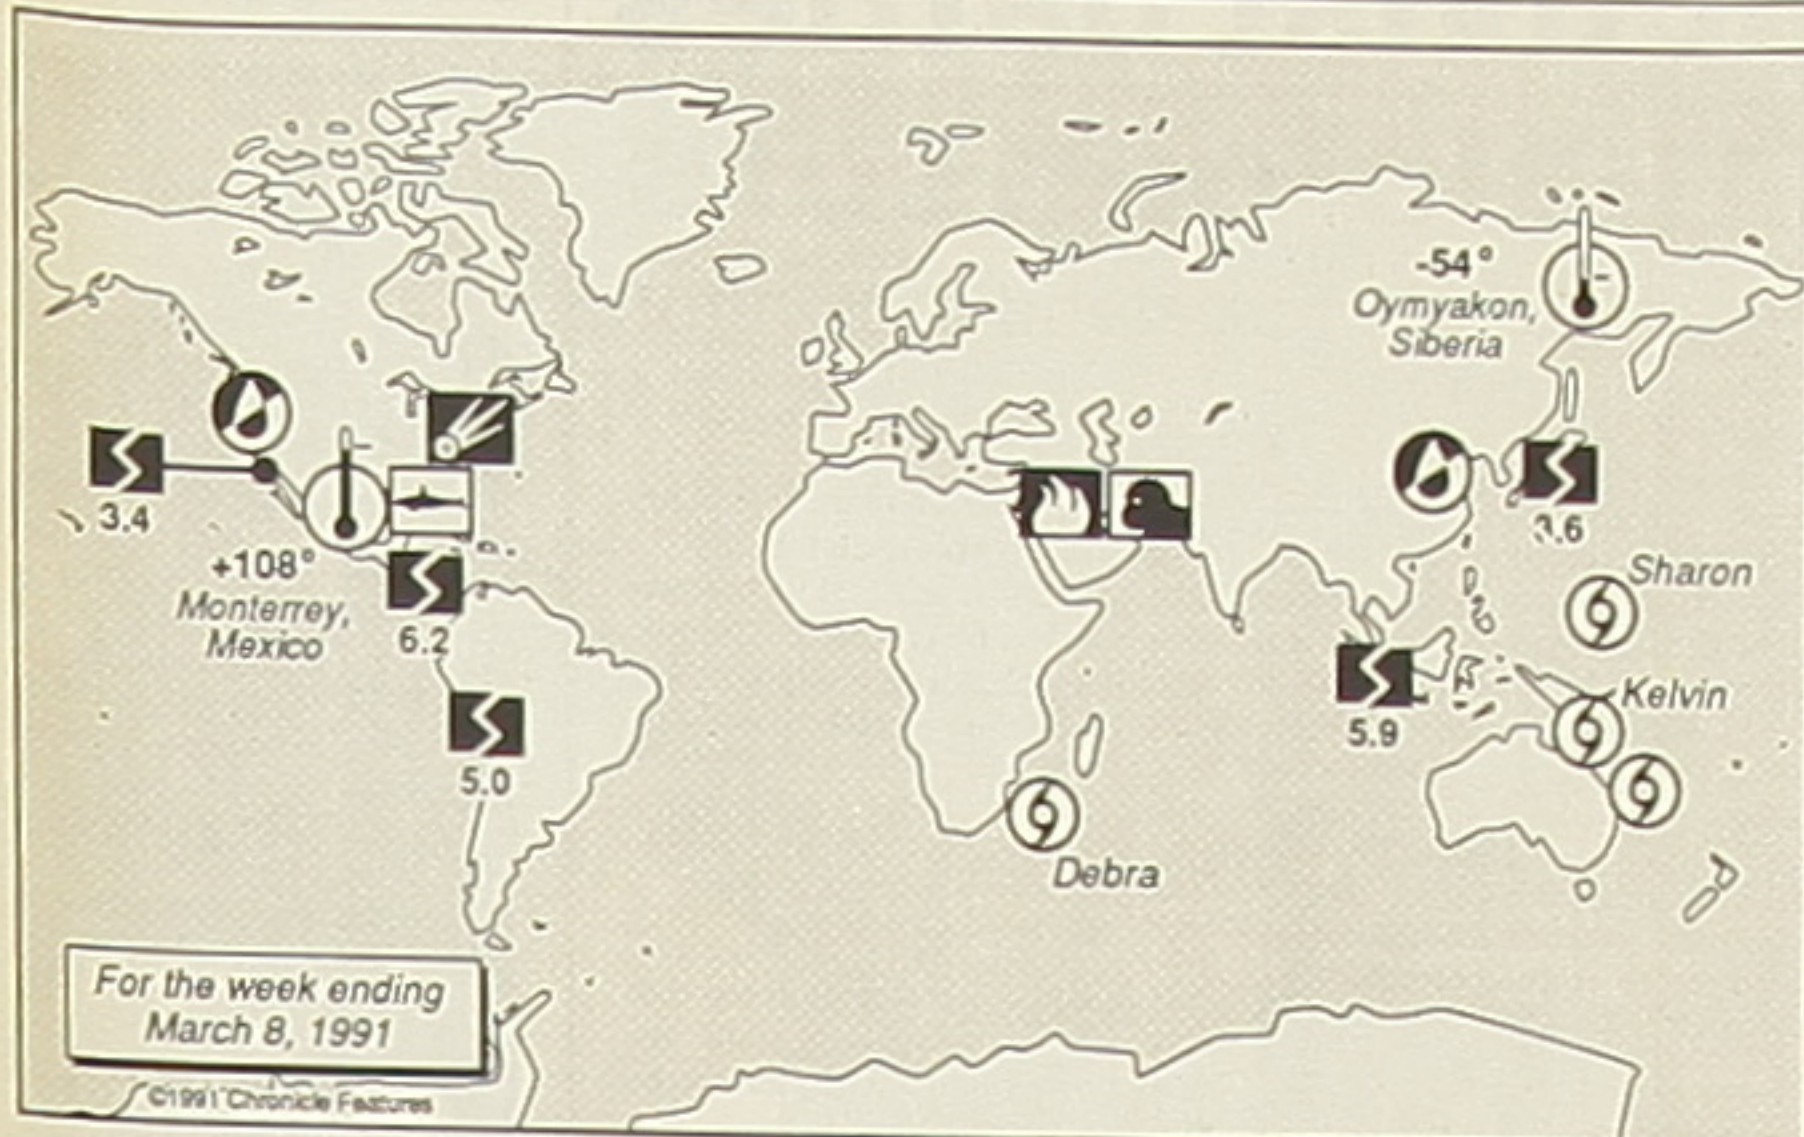 -54°
Oymyakon,
Siberia
3.4
+108°
Monterrey,
Mexico
6.2
5.0
Sharon
Kelvin
5.9
Debra
For the week ending
March 8, 1991
©1991 Chronicle Features